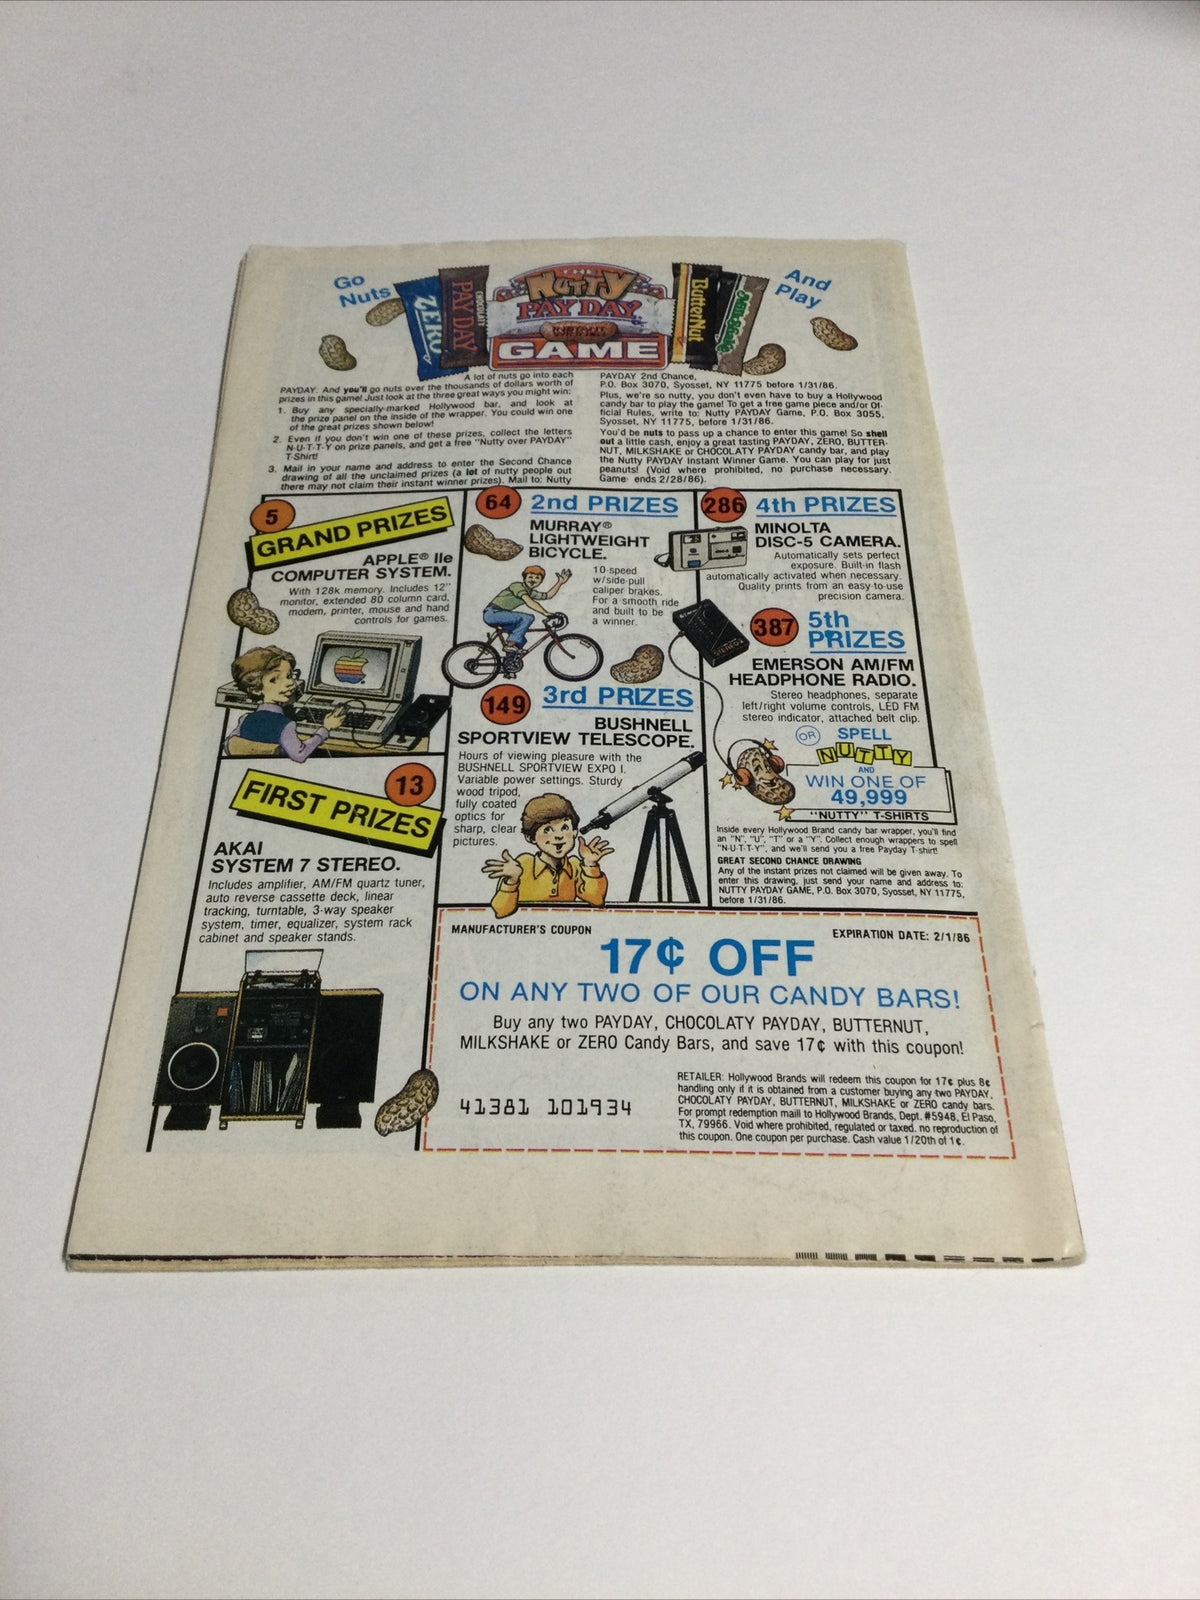 Go
Nuts
ZERO
CHOCOLATY
PAYDAY
THE
NUTTY
PAY DAY
INSTANT
GAME
ButterNut
Milkshake
And
Play
A lot of nuts go into each
PAYDAY. And you'll go nuts over the thousands of dollars worth of
prizes in this game! Just look at the three great ways you might win:
1. Buy any specially-marked Hollywood bar, and look at
the prize panel on the inside of the wrapper. You could win one
of the great prizes shown below!
2. Even if you don't win one of these prizes, collect the letters
N-U-T-T-Y on prize panels, and get a free "Nutty over PAYDAY"
T-Shirt!
3. Mail in your name and address to enter the Second Chance
drawing of all the unclaimed prizes (a lot of nutty people out
there may not claim their instant winner prizes). Mail to: Nutty
PAYDAY 2nd Chance,
P.O. Box 3070, Syosset, NY 11775 before 1/31/86.
Plus, we're so nutty, you don't even have to buy a Hollywood
candy bar to play the game! To get a free game piece and/or Of-
ficial Rules, write to: Nutty PAYDAY Game, P.O. Box 3055,
Syosset, NY 11775, before 1/31/86.
You'd be nuts to pass up a chance to enter this game! So shell
out a little cash, enjoy a great tasting PAYDAY, ZERO, BUTTER-
NUT, MILKSHAKE or CHOCOLATY PAYDAY candy bar, and play
the Nutty PAYDAY Instant Winner Game. You can play for just
peanuts! (Void where prohibited, no purchase necessary.
Game ends 2/28/86).
5
GRAND PRIZES
APPLE® IIe
COMPUTER SYSTEM.
With 128k memory. Includes 12"
monitor, extended 80 column card,
modem, printer, mouse and hand
controls for games.
13
FIRST PRIZES
AKAI
SYSTEM 7 STEREO.
Includes amplifier, AM/FM quartz tuner,
auto reverse cassette deck, linear
tracking, turntable, 3-way speaker
system, timer, equalizer, system rack
cabinet and speaker stands.
64
2nd PRIZES
MURRAY®
LIGHTWEIGHT
BICYCLE.
10-speed
w/side-pull
caliper brakes.
For a smooth ride
and built to be
a winner.
149
3rd PRIZES
BUSHNELL
SPORTVIEW TELESCOPE.
Hours of viewing pleasure with the
BUSHNELL SPORTVIEW EXPO I.
Variable power settings. Sturdy
wood tripod,
fully coated
optics for
sharp, clear
pictures.
286
4th PRIZES
MINOLTA
DISC-5 CAMERA.
Automatically sets perfect
exposure. Built-in flash
automatically activated when necessary.
Quality prints from an easy-to-use
precision camera.
387
5th
PRIZES
EMERSON AM/FM
HEADPHONE RADIO.
Stereo headphones, separate
left/right volume controls, LED FM
stereo indicator, attached belt clip.
OR SPELL
NUTTY
AND
WIN ONE OF
49,999
"NUTTY" T-SHIRTS
Inside every Hollywood Brand candy bar wrapper, you'll find
an "N", "U", "T" or a "Y". Collect enough wrappers to spell
"N-U-T-T-Y", and we'll send you a free Payday T-shirt!
GREAT SECOND CHANCE DRAWING
Any of the instant prizes not claimed will be given away. To
enter this drawing, just send your name and address to:
NUTTY PAYDAY GAME, P.O. Box 3070, Syosset, NY 11775,
before 1/31/86.
MANUFACTURER'S COUPON
EXPIRATION DATE: 2/1/86
17¢ OFF
ON ANY TWO OF OUR CANDY BARS!
Buy any two PAYDAY, CHOCOLATY PAYDAY, BUTTERNUT,
MILKSHAKE or ZERO Candy Bars, and save 17¢ with this coupon!
41381 101934
RETAILER: Hollywood Brands will redeem this coupon for 17¢ plus 8¢
handling only if it is obtained from a customer buying any two PAYDAY,
CHOCOLATY PAYDAY, BUTTERNUT, MILKSHAKE or ZERO candy bars.
For prompt redemption maill to Hollywood Brands, Dept. #5948, El Paso,
TX, 79966. Void where prohibited, regulated or taxed. no reproduction of
this coupon. One coupon per purchase. Cash value 1/20th of 1¢.